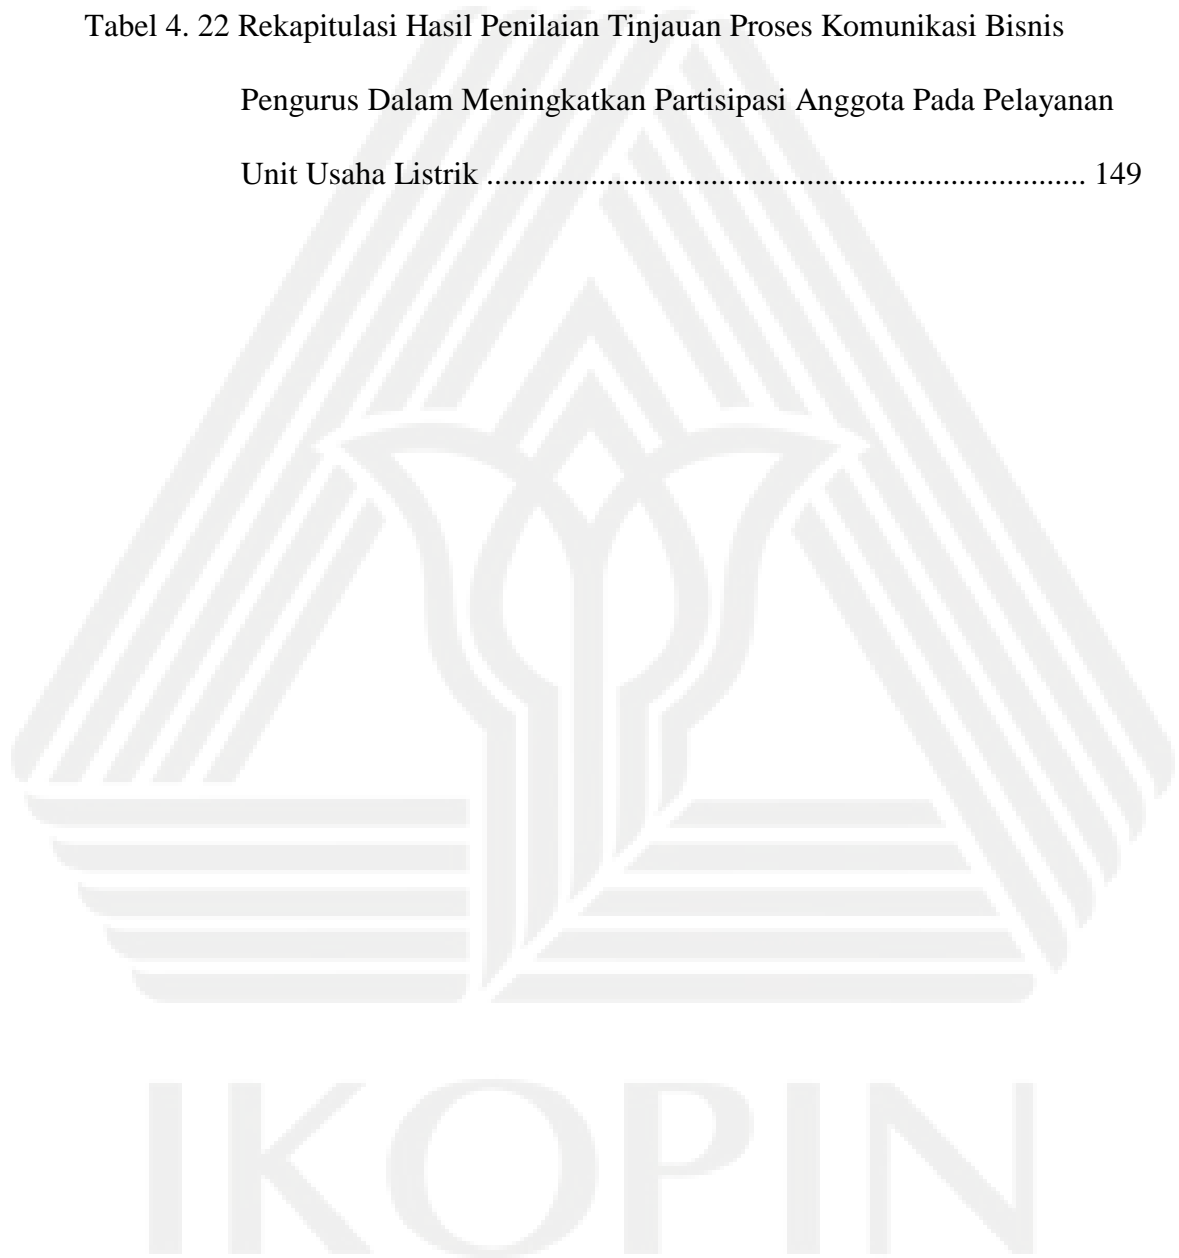 Tabel 4. 22 Rekapitulasi Hasil Penilaian Tinjauan Proses Komunikasi Bisnis
Pengurus Dalam Meningkatkan Partisipasi Anggota Pada Pelayanan
Unit Usaha Listrik .......................................................................... 149
IKOPIN